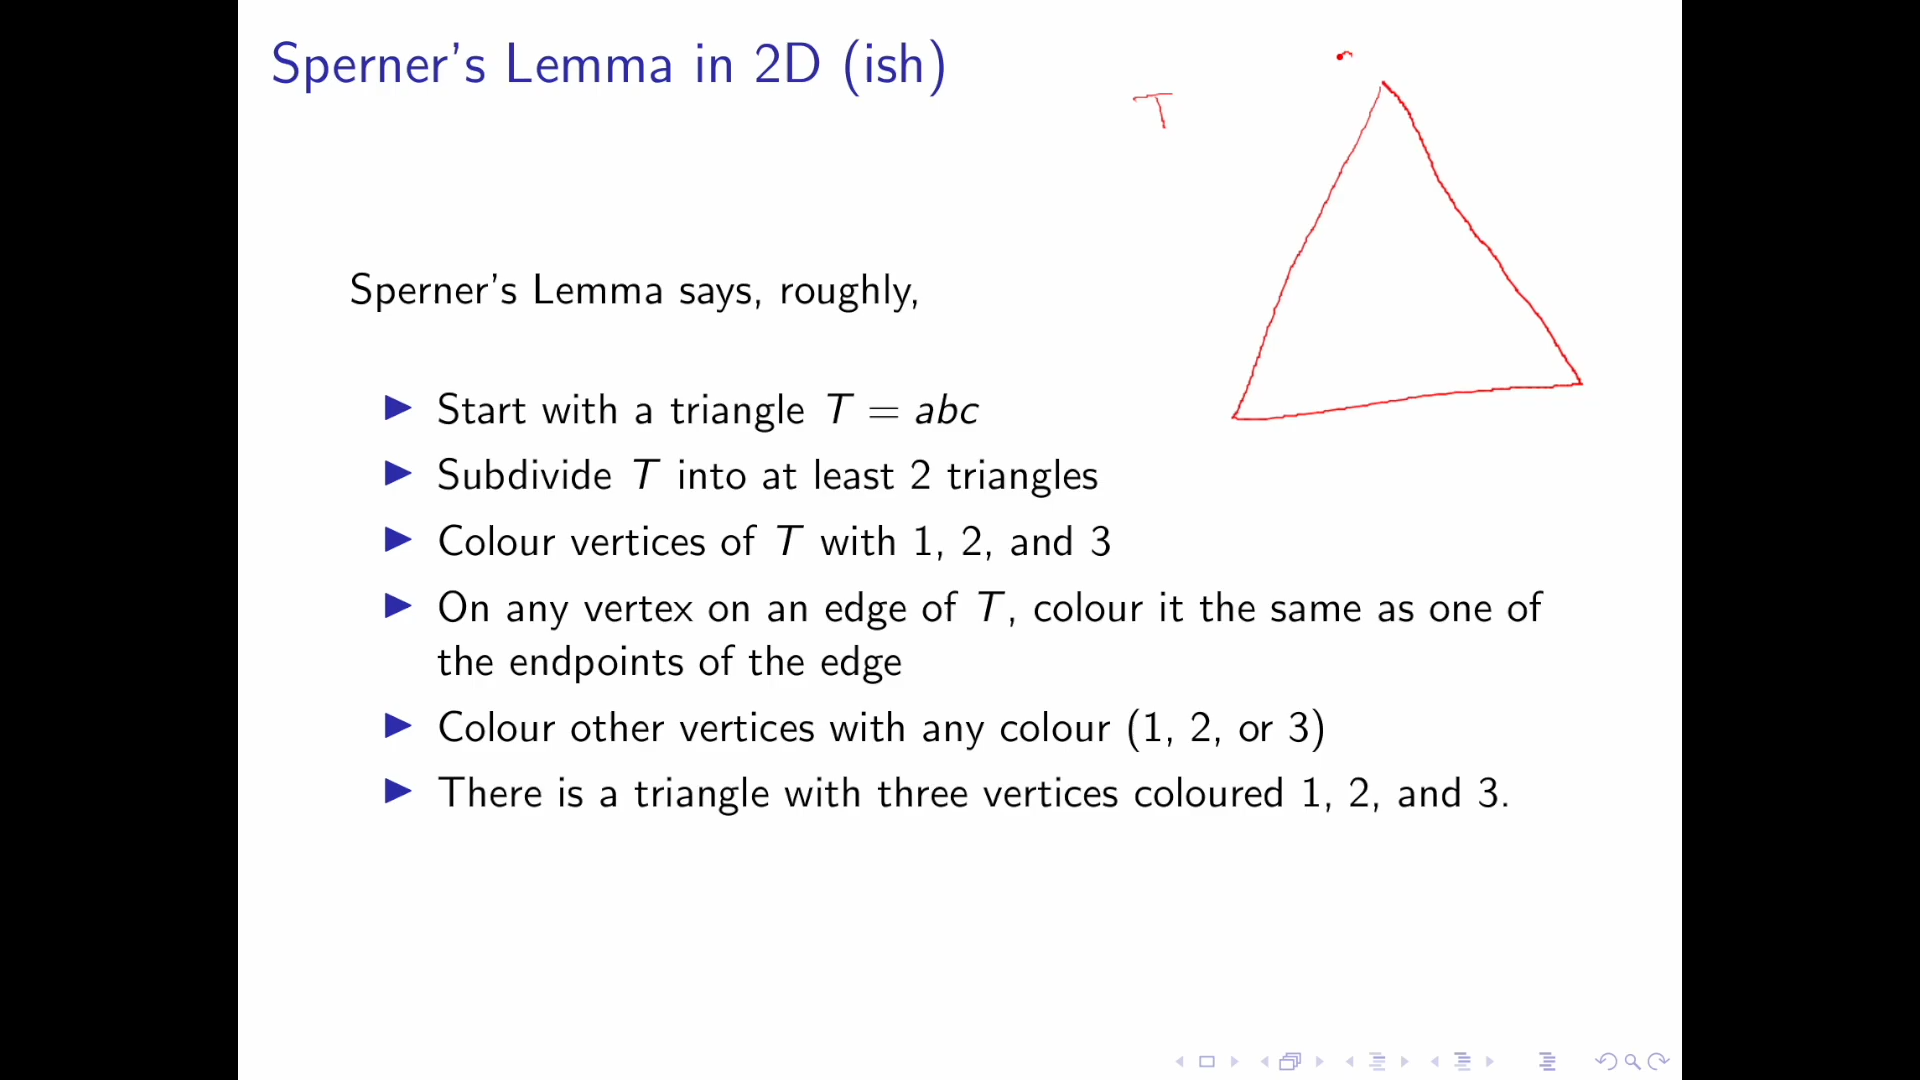 Sperner's Lemma in 2D (ish)
T
Sperner's Lemma says, roughly,
Start with a triangle T = abc
Subdivide T into at least 2 triangles
Colour vertices of T with 1, 2, and 3
On any vertex on an edge of T, colour it the same as one of
the endpoints of the edge
Colour other vertices with any colour (1, 2, or 3)
There is a triangle with three vertices coloured 1, 2, and 3.